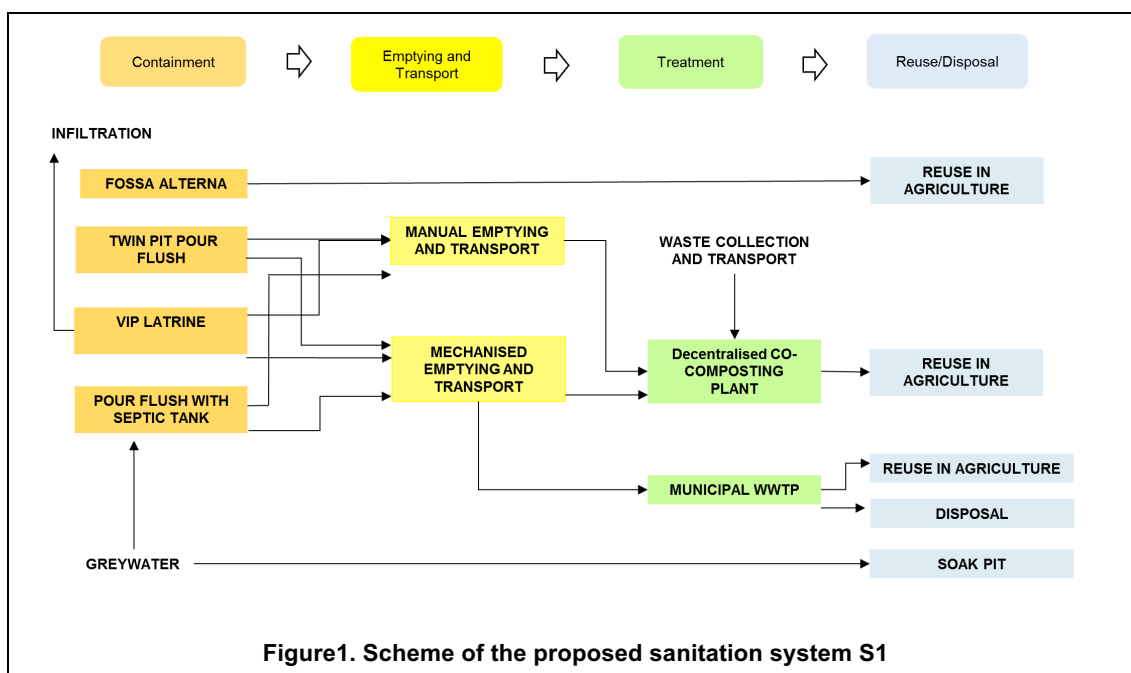 Containment
Emptying and
Transport
Treatment
Reuse/Disposal
INFILTRATION
FOSSA ALTERNA
REUSE IN
AGRICULTURE
TWIN PIT POUR
FLUSH
MANUAL EMPTYING
AND TRANSPORT
WASTE COLLECTION
AND TRANSPORT
VIP LATRINE
MECHANISED
EMPTYING AND
TRANSPORT
Decentralised CO-
COMPOSTING
PLANT
REUSE IN
AGRICULTURE
POUR FLUSH WITH
SEPTIC TANK
REUSE IN AGRICULTURE
MUNICIPAL WWTP
DISPOSAL
GREYWATER
SOAK PIT
Figure1. Scheme of the proposed sanitation system S1